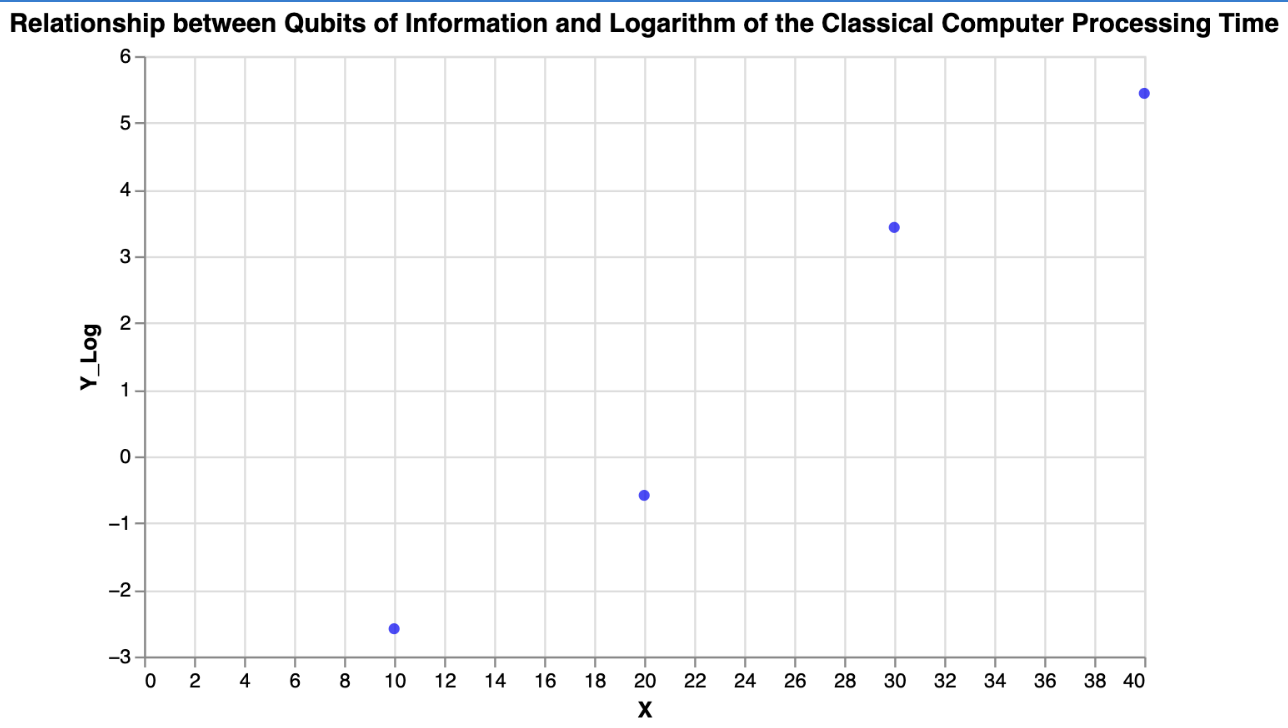 Relationship between Qubits of Information and Logarithm of the Classical Computer Processing Time
6
5
4
3
2
1
0
−1
−2
−3
Y_Log
0 2 4 6 8 10 12 14 16 18 20 22 24 26 28 30 32 34 36 38 40
X